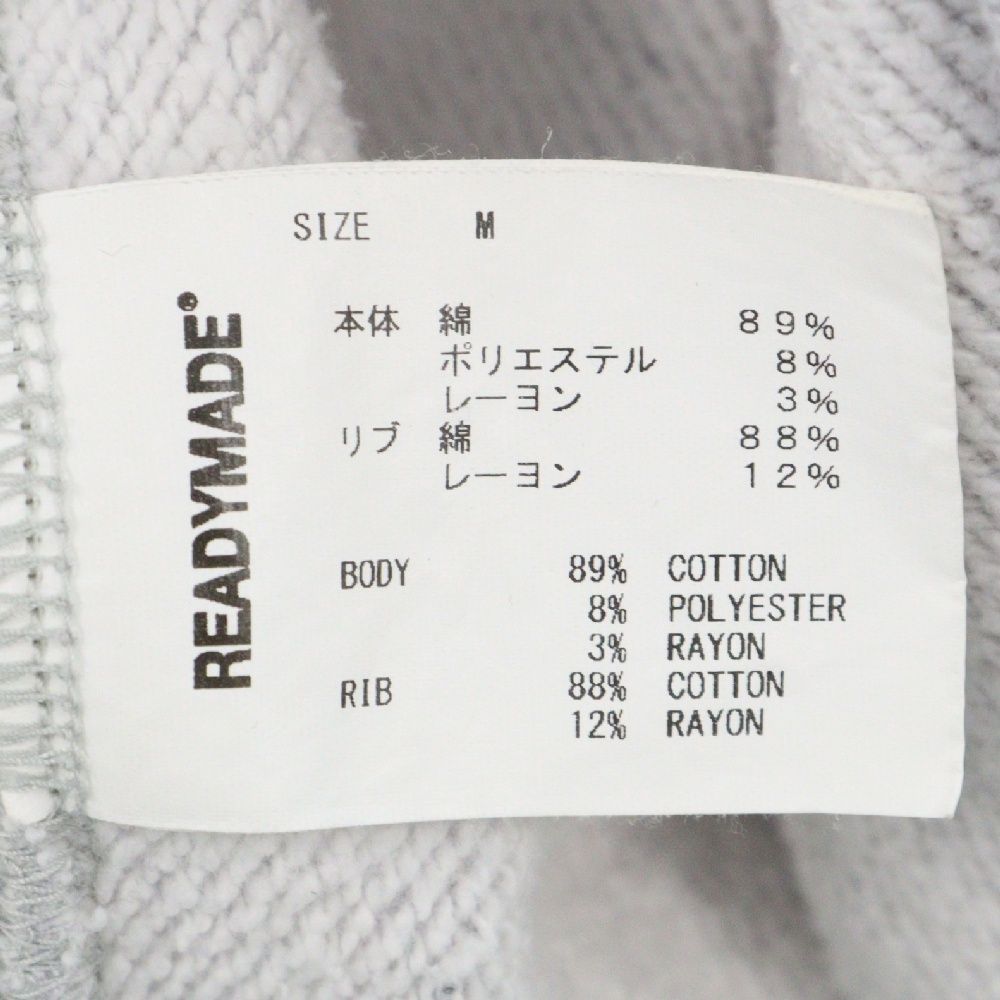 READYMADE®
SIZE M
本体 綿 89%
ポリエステル 8%
レーヨン 3%
リブ 綿 88%
レーヨン 12%
BODY 89% COTTON
8% POLYESTER
3% RAYON
RIB 88% COTTON
12% RAYON